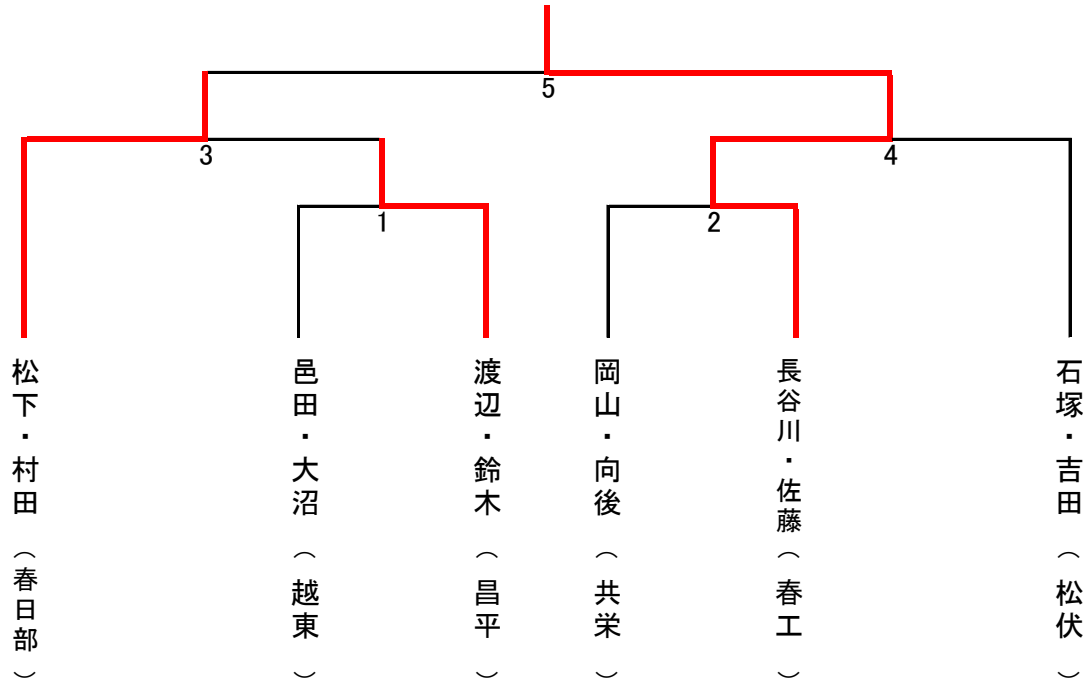 5
3
4
1
2
松下・村田（春日部）
邑田・大沼（越東）
渡辺・鈴木（昌平）
岡山・向後（共栄）
長谷川・佐藤（春工）
石塚・吉田（松伏）